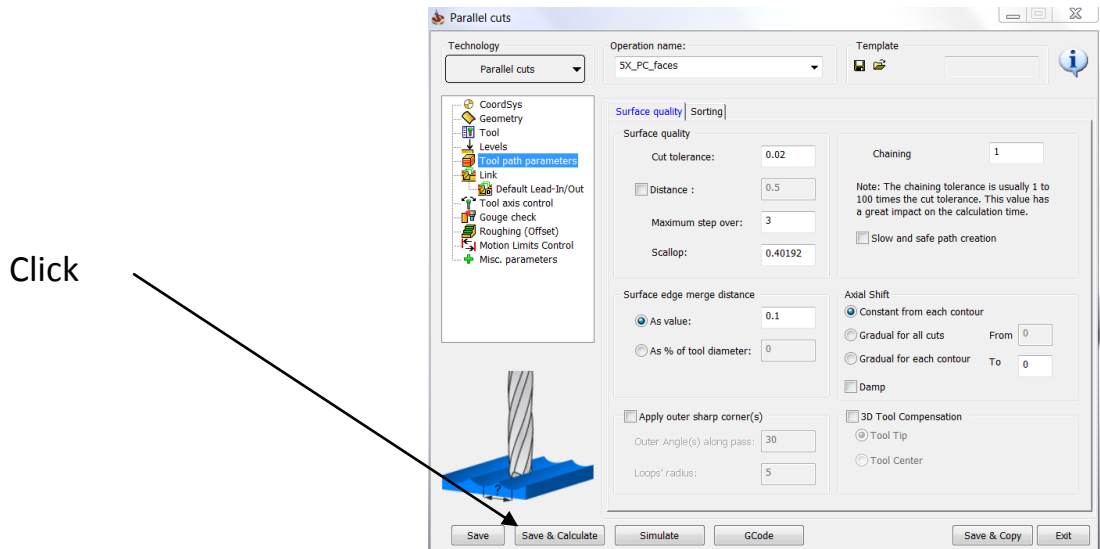 Parallel cuts
Technology
Parallel cuts
Operation name:
5X_PC_faces
Template
CoordSys
Geometry
Tool
Levels
Tool path parameters
Link
Default Lead-In/Out
Tool axis control
Gouge check
Roughing (Offset)
Motion Limits Control
Misc. parameters
Click
Surface quality Sorting
Surface quality
Cut tolerance: 0.02
Distance : 0.5
Maximum step over: 3
Scallop: 0.40192
Chaining 1
Note: The chaining tolerance is usually 1 to
100 times the cut tolerance. This value has
a great impact on the calculation time.
Slow and safe path creation
Surface edge merge distance
As value: 0.1
As % of tool diameter: 0
Axial Shift
Constant from each contour
Gradual for all cuts From 0
Gradual for each contour To 0
Damp
Apply outer sharp corner(s)
Outer Angle(s) along pass: 30
Loops' radius: 5
3D Tool Compensation
Tool Tip
Tool Center
?
Save Save & Calculate Simulate GCode Save & Copy Exit